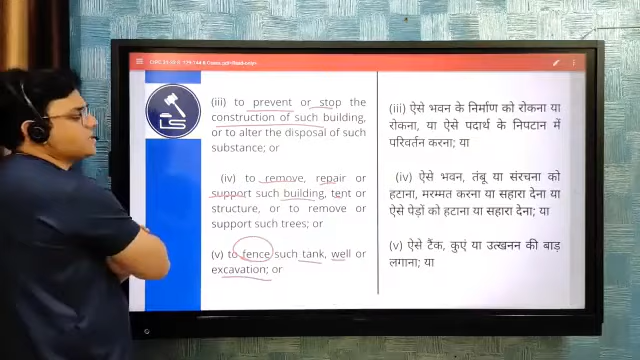 (iii) to prevent or stop the
construction of such building,
or to alter the disposal of such
substance; or
(iv) to remove, repair or
support such building, tent or
structure, or to remove or
support such trees; or
(v) to fence such tank, well or
excavation; or
(iii) ऐसे भवन के निर्माण को रोकना या
रोकना, या ऐसे पदार्थ के निपटान में
परिवर्तन करना; या
(iv) ऐसे भवन, तंबू या संरचना को
हटाना, मरम्मत करना या सहारा देना या
ऐसे पेड़ों को हटाना या सहारा देना; या
(v) ऐसे टैंक, कुएं या उत्खनन की बाड़
लगाना; या
LS